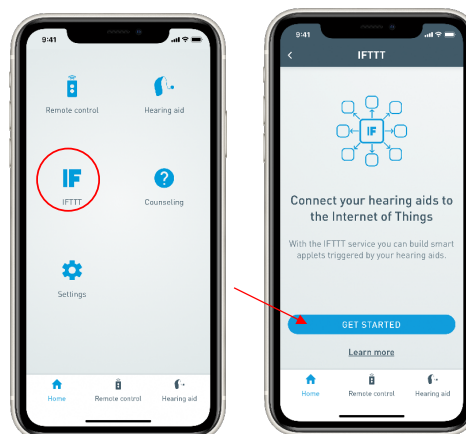 9:41
Remote control
Hearing aid
IF
IFTTT
Counseling
Settings
Home
Remote control
Hearing aid
9:41
IFTTT
IF
Connect your hearing aids to
the Internet of Things
With the IFTTT service you can build smart
applets triggered by your hearing aids.
GET STARTED
Learn more
Home
Remote control
Hearing aid